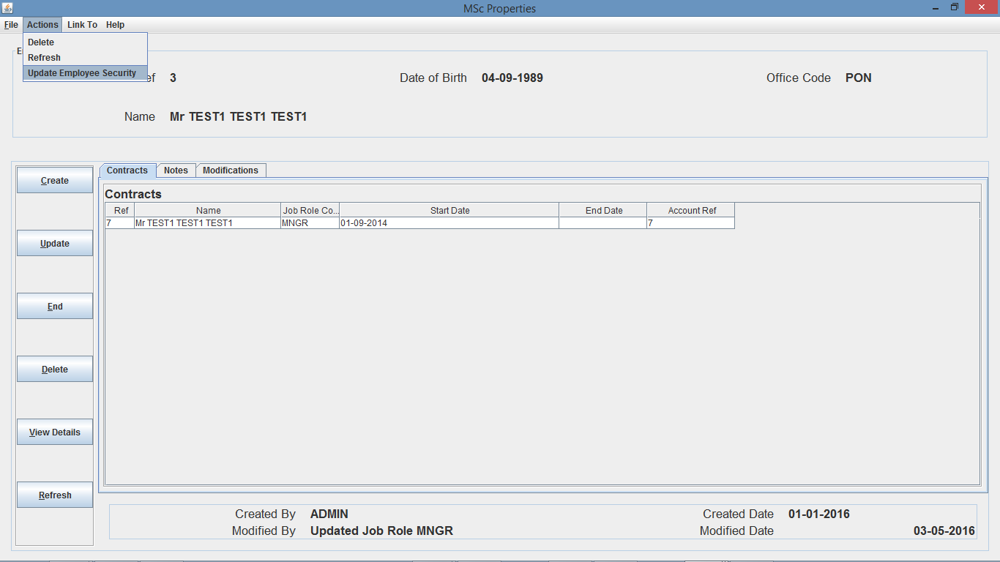 MSc Properties
File Actions Link To Help
Delete
Refresh
Update Employee Security
3 Date of Birth 04-09-1989 Office Code PON
Name Mr TEST1 TEST1 TEST1
Create
Update
End
Delete
View Details
Refresh
Contracts Notes Modifications
Contracts
Ref Name Job Role Co... Start Date End Date Account Ref
7 Mr TEST1 TEST1 TEST1 MNGR 01-09-2014 7
Created By ADMIN Created Date 01-01-2016
Modified By Updated Job Role MNGR Modified Date 03-05-2016